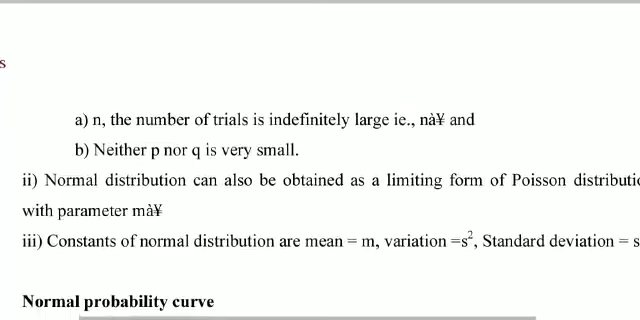 s
a) n, the number of trials is indefinitely large ie., nà¥ and
b) Neither p nor q is very small.
ii) Normal distribution can also be obtained as a limiting form of Poisson distributio
with parameter mà¥
iii) Constants of normal distribution are mean = m, variation =s², Standard deviation = s
Normal probability curve